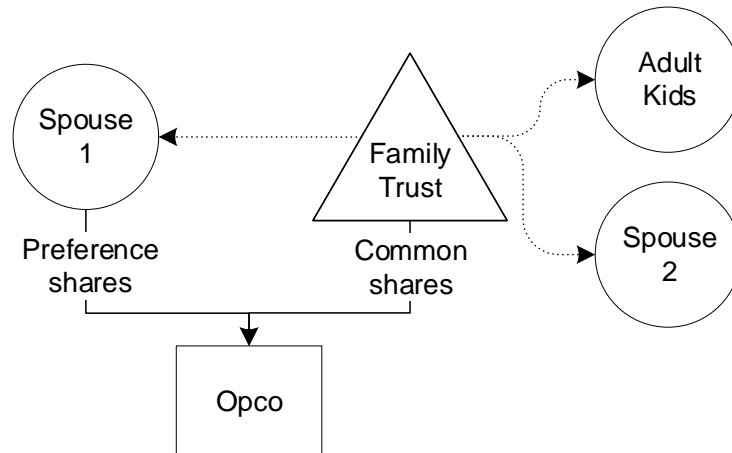 Adult
Kids
Spouse
1
Family
Trust
Spouse
2
Preference
shares
Common
shares
Opco